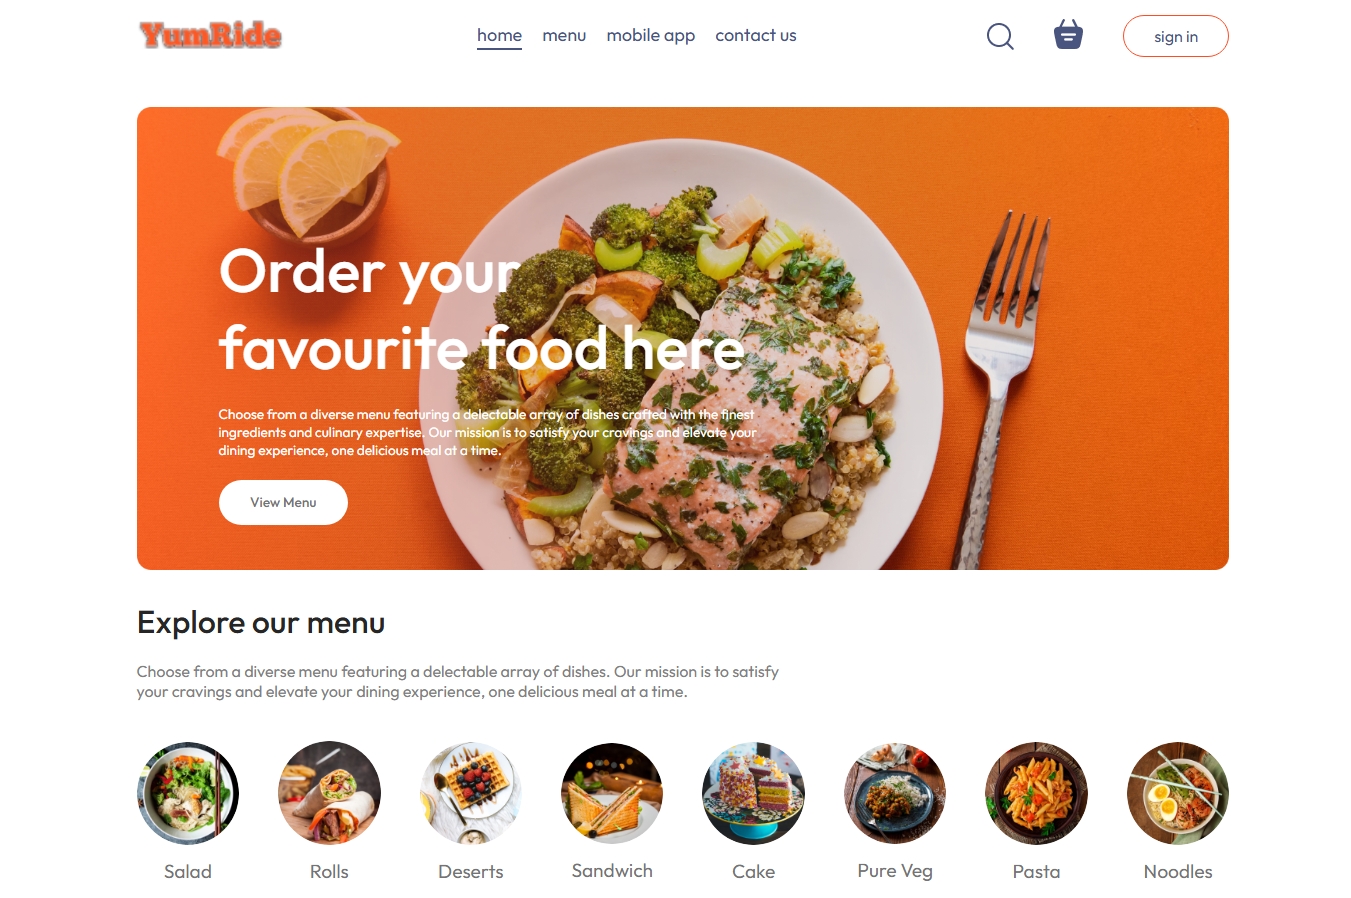 YumRide
home menu mobile app contact us
sign in
Order your
favourite food here
Choose from a diverse menu featuring a delectable array of dishes crafted with the finest
ingredients and culinary expertise. Our mission is to satisfy your cravings and elevate your
dining experience, one delicious meal at a time.
View Menu
Explore our menu
Choose from a diverse menu featuring a delectable array of dishes. Our mission is to satisfy
your cravings and elevate your dining experience, one delicious meal at a time.
Salad Rolls Deserts Sandwich Cake Pure Veg Pasta Noodles